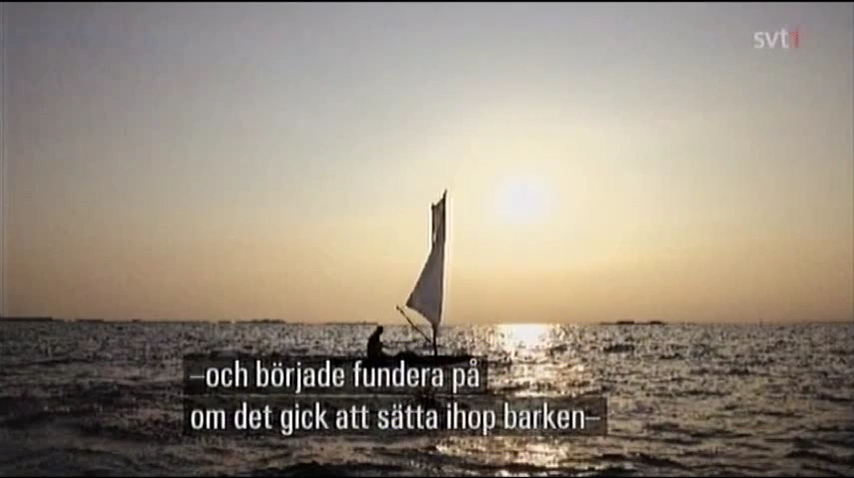 svt1
–och började fundera på
om det gick att sätta ihop barken–